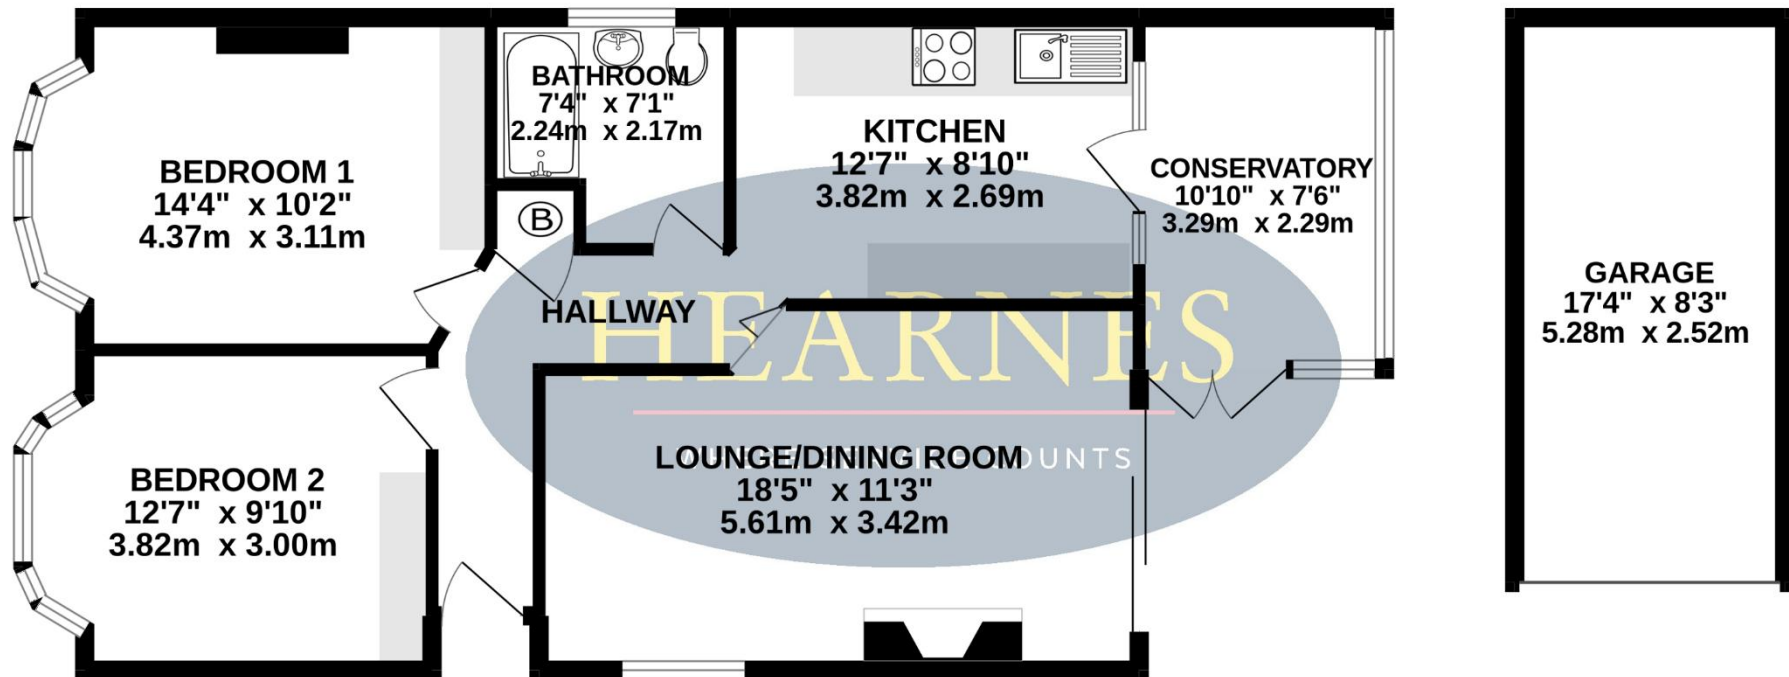 BEDROOM 1
14'4" x 10'2"
4.37m x 3.11m
BATHROOM
7'4" x 7'1"
2.24m x 2.17m
B
KITCHEN
12'7" x 8'10"
3.82m x 2.69m
CONSERVATORY
10'10" x 7'6"
3.29m x 2.29m
GARAGE
17'4" x 8'3"
5.28m x 2.52m
HALLWAY
HEARNES
BEDROOM 2
12'7" x 9'10"
3.82m x 3.00m
LOUNGE/DINING ROOM
18'5" x 11'3"
5.61m x 3.42m
WHERE SERVICE COUNTS